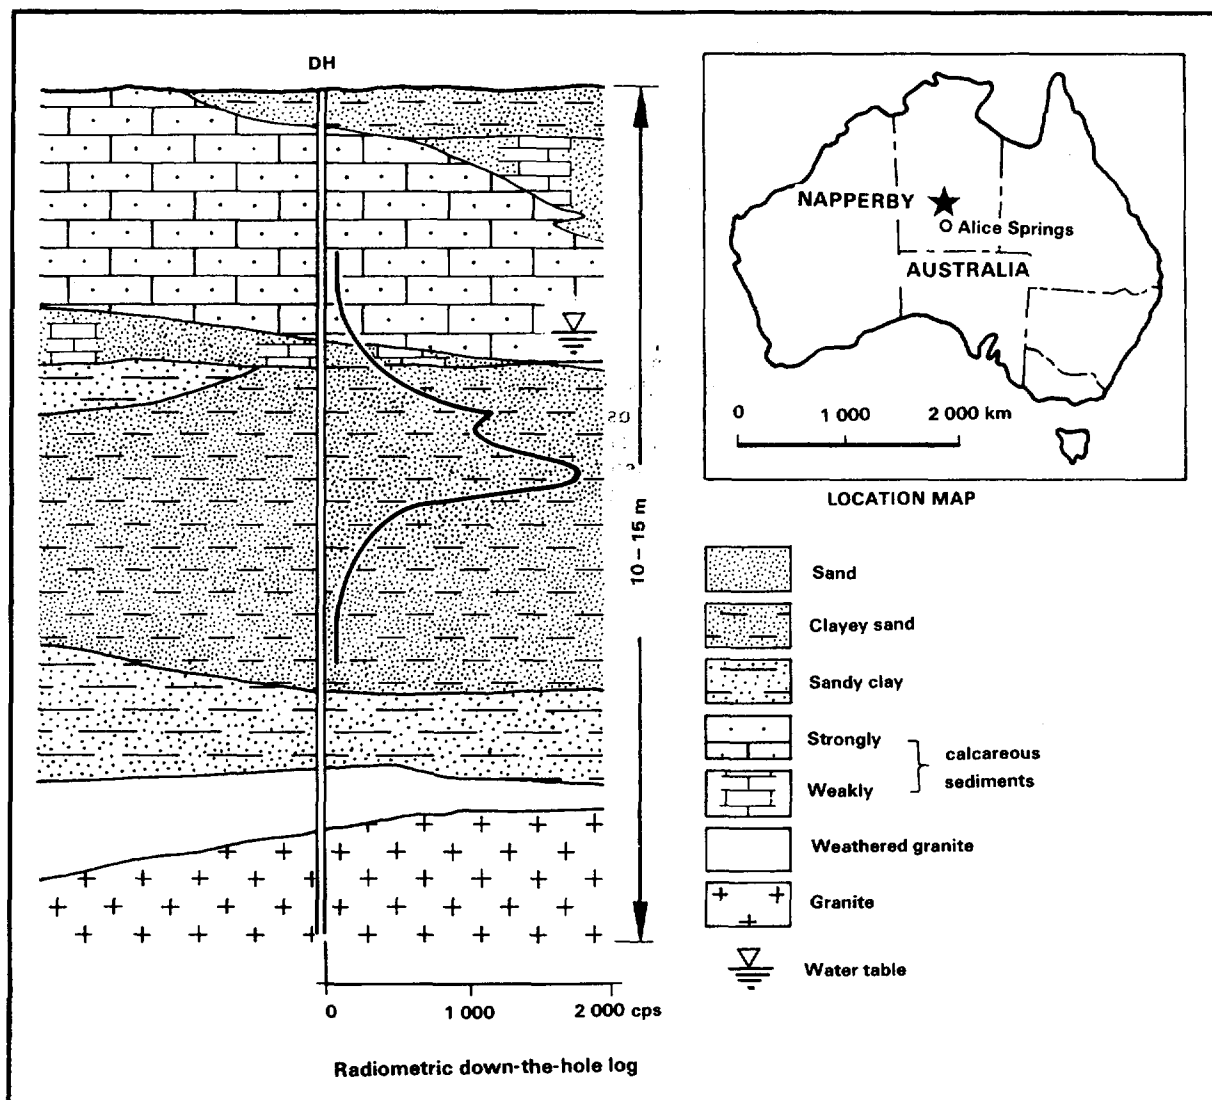 DH
10–15 m
20
0
1 000
2 000 cps
Radiometric down-the-hole log
NAPPERBY
Alice Springs
AUSTRALIA
0
1 000
2 000 km
LOCATION MAP
Sand
Clayey sand
Sandy clay
Strongly
Weakly
calcareous
sediments
Weathered granite
Granite
Water table